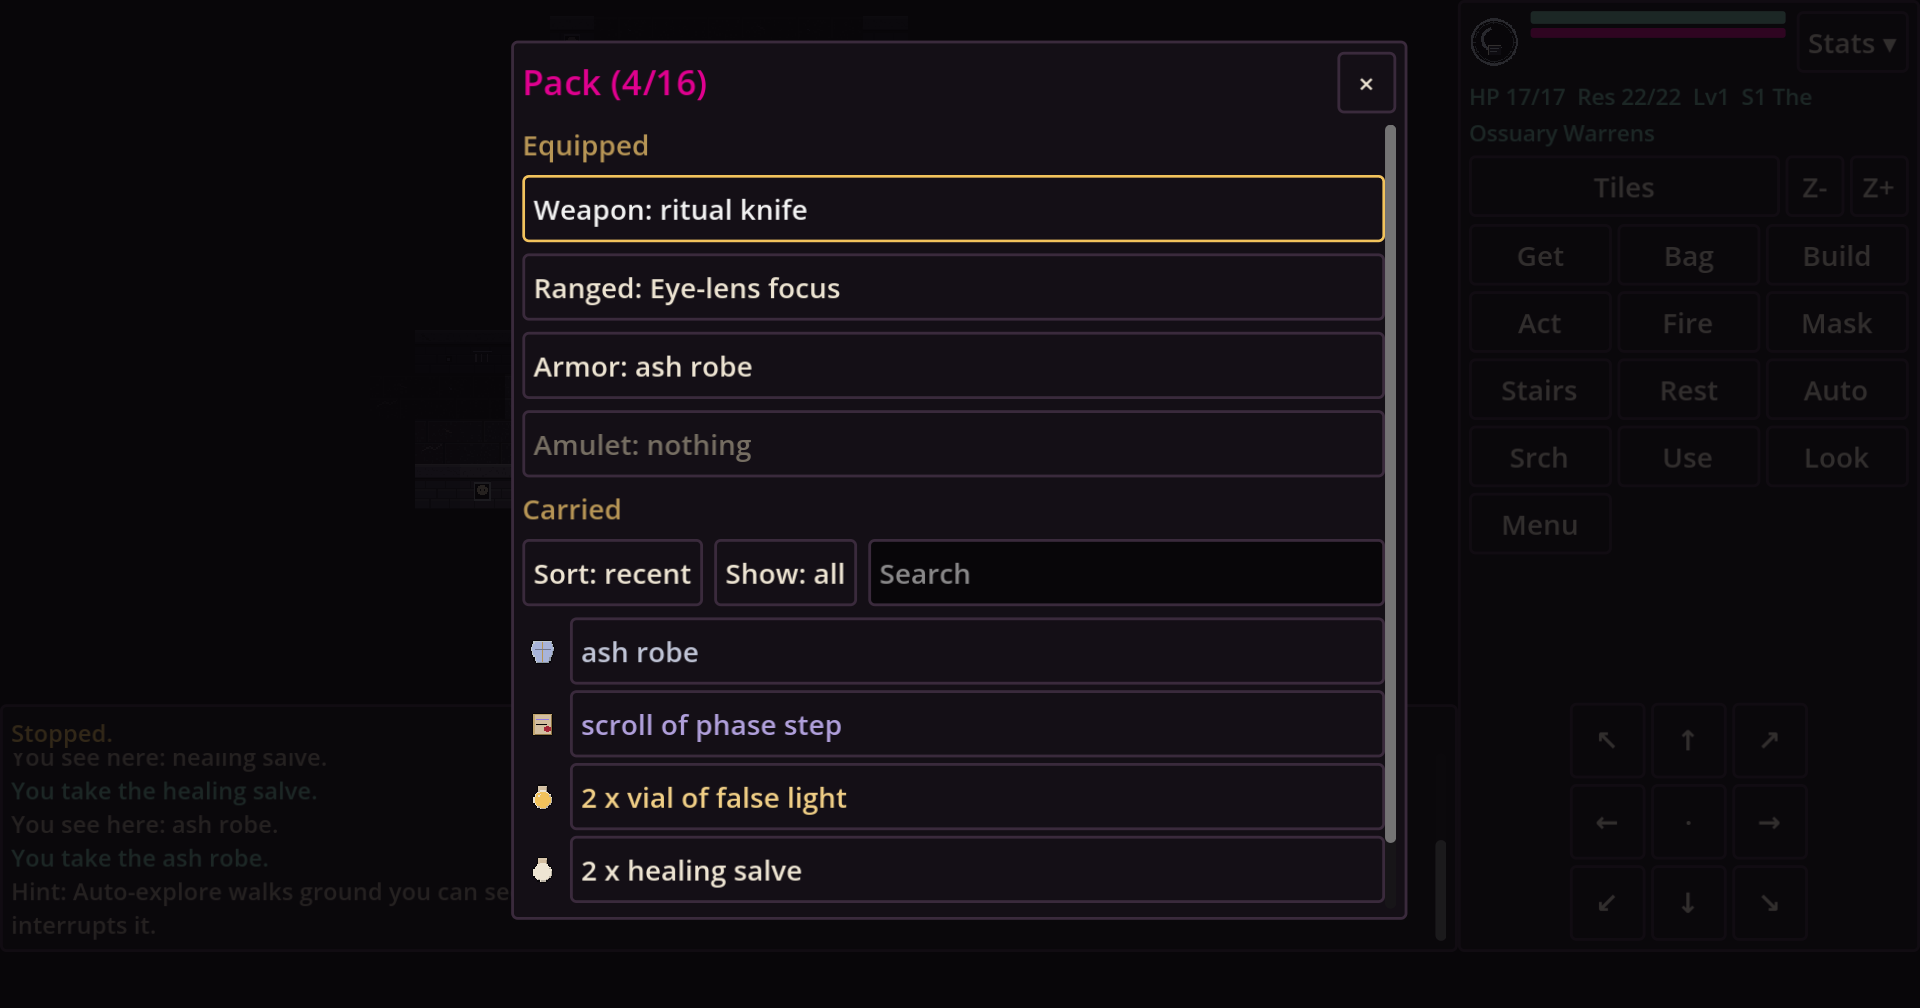 Pack (4/16)
×
Equipped
Weapon: ritual knife
Ranged: Eye-lens focus
Armor: ash robe
Amulet: nothing
Carried
Sort: recent
Show: all
Search
ash robe
scroll of phase step
2 x vial of false light
2 x healing salve
Stats ▾
HP 17/17 Res 22/22 Lv1 S1 The
Ossuary Warrens
Tiles
Z-
Z+
Get
Bag
Build
Act
Fire
Mask
Stairs
Rest
Auto
Srch
Use
Look
Menu
Stopped.
You see here: healing salve.
You take the healing salve.
You see here: ash robe.
You take the ash robe.
Hint: Auto-explore walks ground you can se
interrupts it.
↖ ↑ ↗
← · →
↙ ↓ ↘